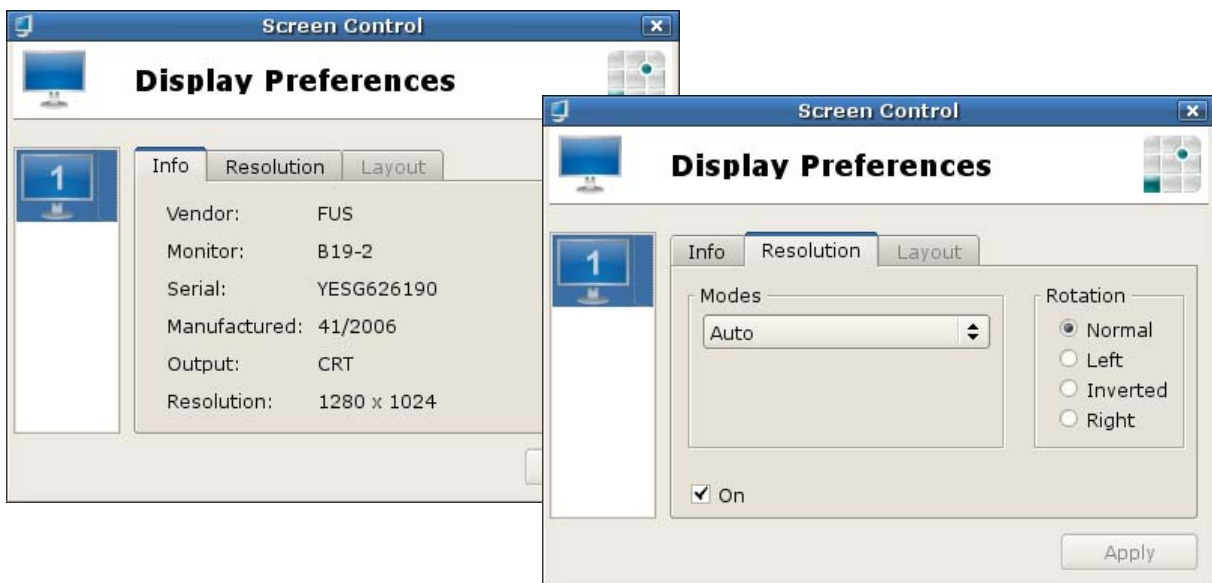 Screen Control
Display Preferences
1
Info Resolution Layout
Vendor: FUS
Monitor: B19-2
Serial: YESG626190
Manufactured: 41/2006
Output: CRT
Resolution: 1280 x 1024
Screen Control
Display Preferences
1
Info Resolution Layout
Modes
Auto
Rotation
Normal
Left
Inverted
Right
On
Apply